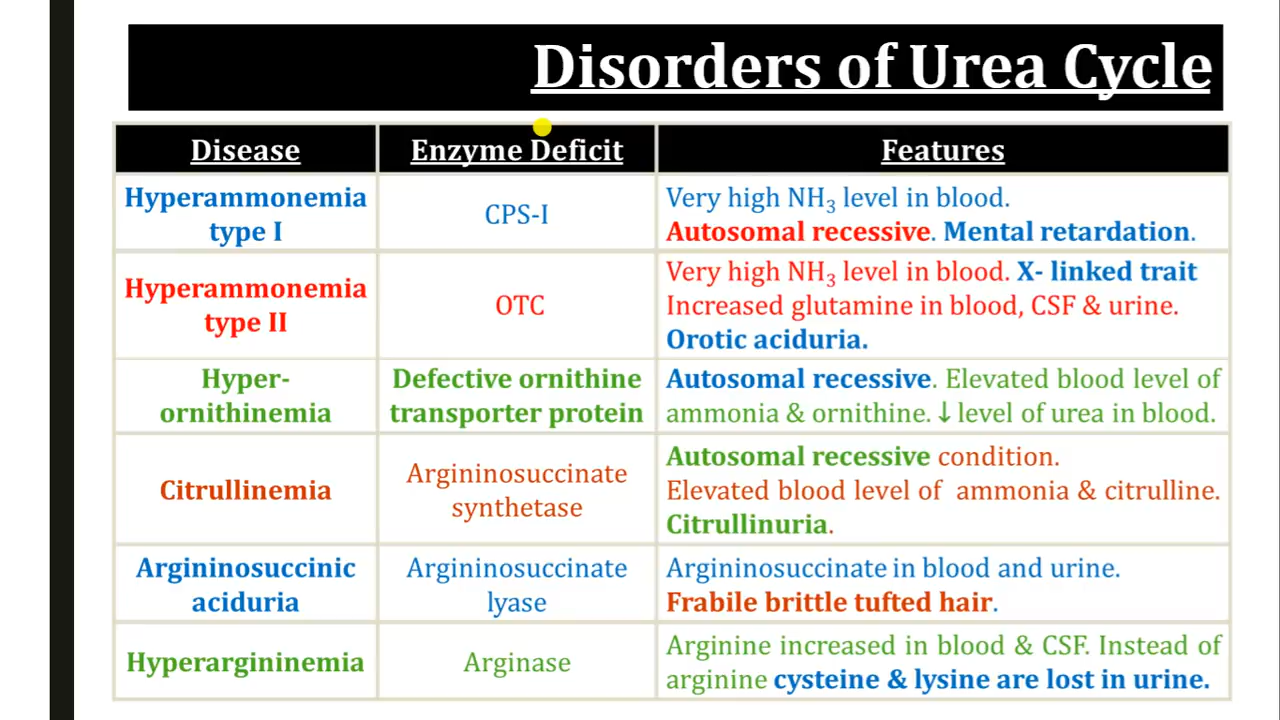 Disorders of Urea Cycle
Disease
Enzyme Deficit
Features
Hyperammonemia
type I
CPS-I
Very high NH₃ level in blood.
Autosomal recessive. Mental retardation.
Hyperammonemia
type II
OTC
Very high NH₃ level in blood. X- linked trait
Increased glutamine in blood, CSF & urine.
Orotic aciduria.
Hyper-
ornithinemia
Defective ornithine
transporter protein
Autosomal recessive. Elevated blood level of
ammonia & ornithine. ↓ level of urea in blood.
Citrullinemia
Argininosuccinate
synthetase
Autosomal recessive condition.
Elevated blood level of ammonia & citrulline.
Citrullinuria.
Argininosuccinic
aciduria
Argininosuccinate
lyase
Argininosuccinate in blood and urine.
Frabile brittle tufted hair.
Hyperargininemia
Arginase
Arginine increased in blood & CSF. Instead of
arginine cysteine & lysine are lost in urine.